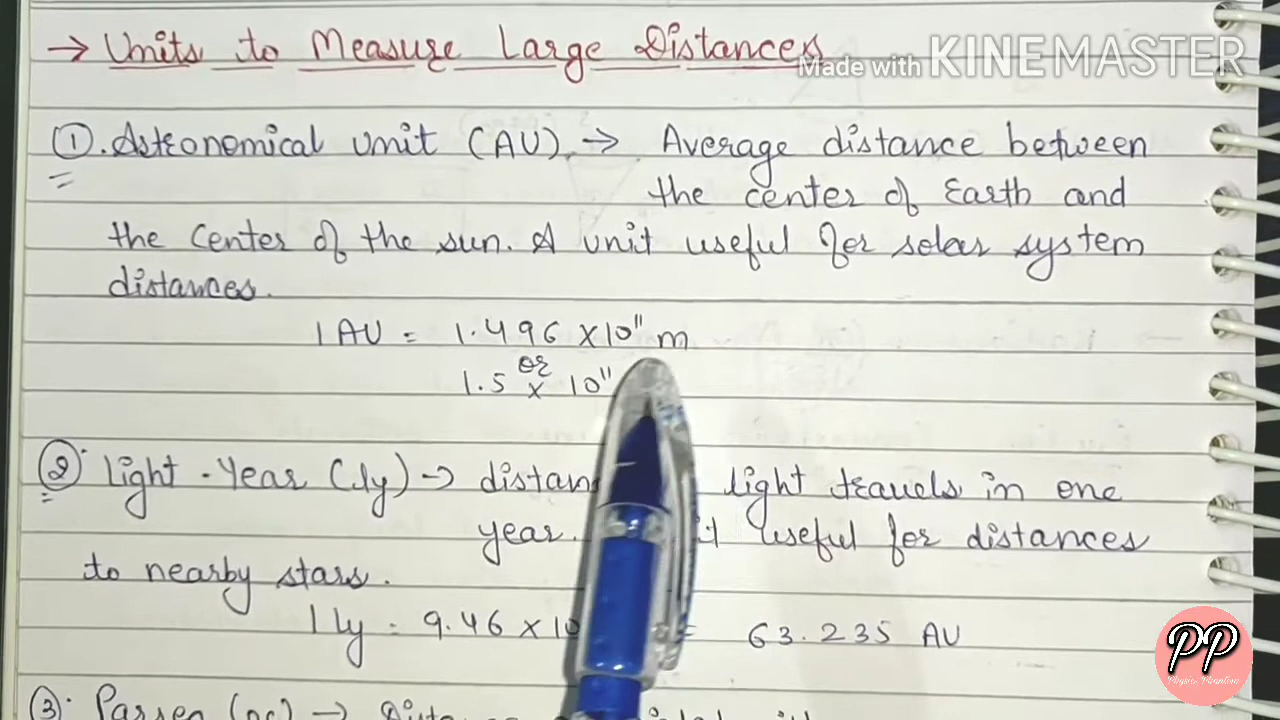 → Units to Measure Large Distances
Made with KINEMASTER
①. Astronomical Unit (AU) → Average distance between
the center of Earth and
the center of the sun. A unit useful for solar system
distances.
1 AU = 1.496 × 10¹¹ m
or
1.5 × 10¹¹
②. Light-Year (ly) → light travels in one
year. useful for distances
to nearby stars.
1 ly = 9.46 × = 63.235 AU
③.
PP